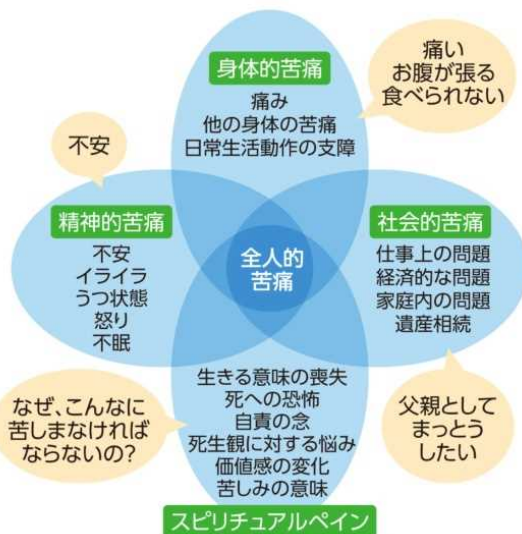 身体的苦痛
痛み
他の身体の苦痛
日常生活動作の支障
痛い
お腹が張る
食べられない
不安
精神的苦痛
不安
イライラ
うつ状態
怒り
不眠
全人的
苦痛
社会的苦痛
仕事上の問題
経済的な問題
家庭内の問題
遺産相続
なぜ、こんなに
苦しまなければ
ならないの?
生きる意味の喪失
死への恐怖
自責の念
死生観に対する悩み
価値感の変化
苦しみの意味
スピリチュアルペイン
父親として
まっとう
したい